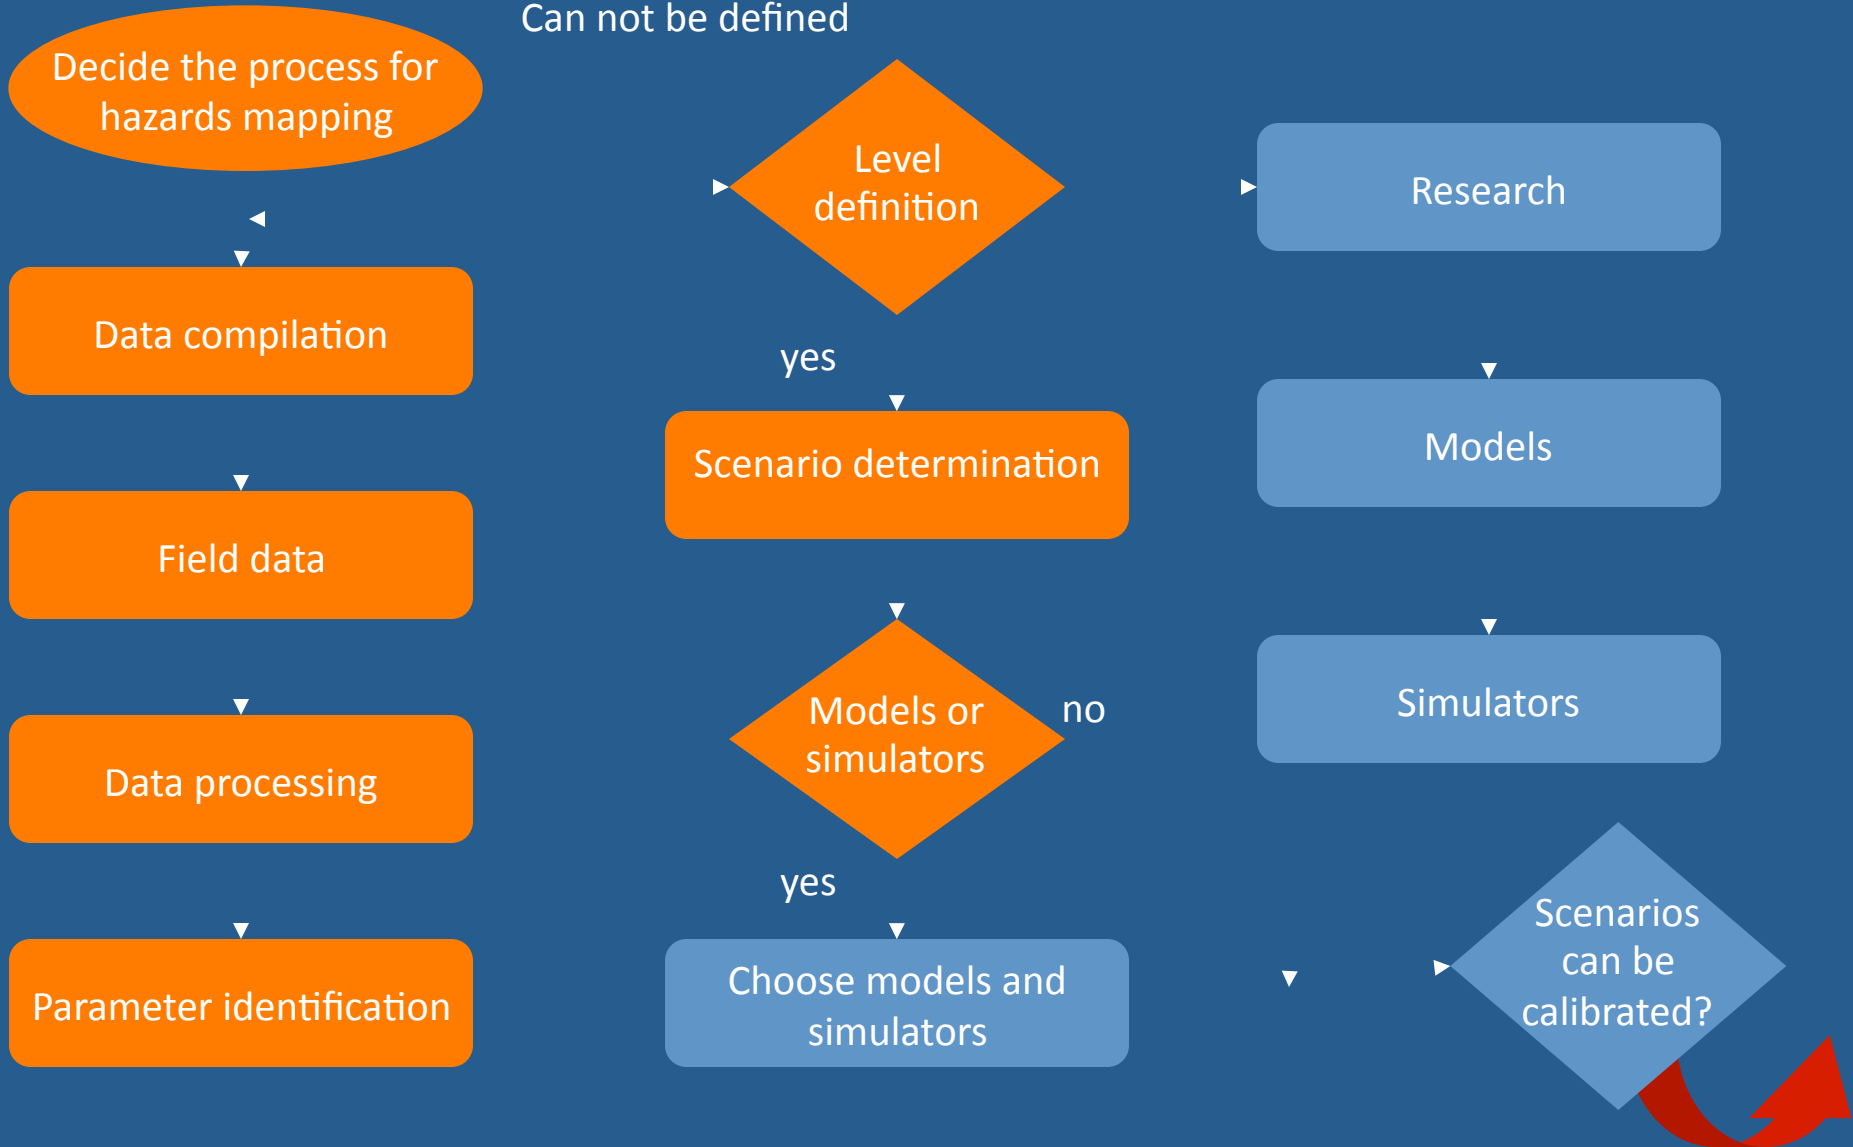 Can not be defined
Decide the process for
hazards mapping
Data compilation
Field data
Data processing
Parameter identification
Level
definition
yes
Scenario determination
Models or
simulators
no
yes
Choose models and
simulators
Research
Models
Simulators
Scenarios
can be
calibrated?